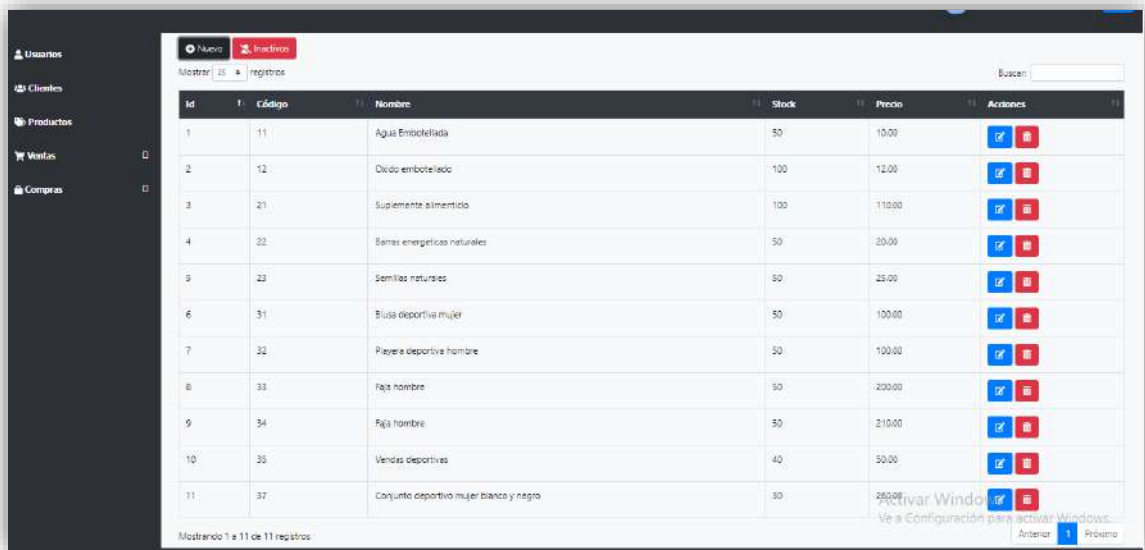 Usuarios
Clientes
Productos
Ventas
Compras
Nuevo Inactivos
Mostrar 25 registros
Buscar:
Id Código Nombre Stock Precio Acciones
1 11 Agua Embotellada 50 10.00
2 12 Oxido embotellado 100 12.00
3 21 Suplemente alimenticio 100 110.00
4 22 Barras energeticas naturales 50 20.00
5 23 Semillas naturales 50 25.00
6 31 Blusa deportiva mujer 50 100.00
7 32 Playera deportiva hombre 50 100.00
8 33 Faja hombre 50 200.00
9 34 Faja hombre 50 210.00
10 35 Vendas deportivas 40 50.00
11 37 Conjunto deportivo mujer blanco y negro 30
Activar Windows
Ve a Configuración para activar Windows.
Mostrando 1 a 11 de 11 registros
Anterior 1 Próximo